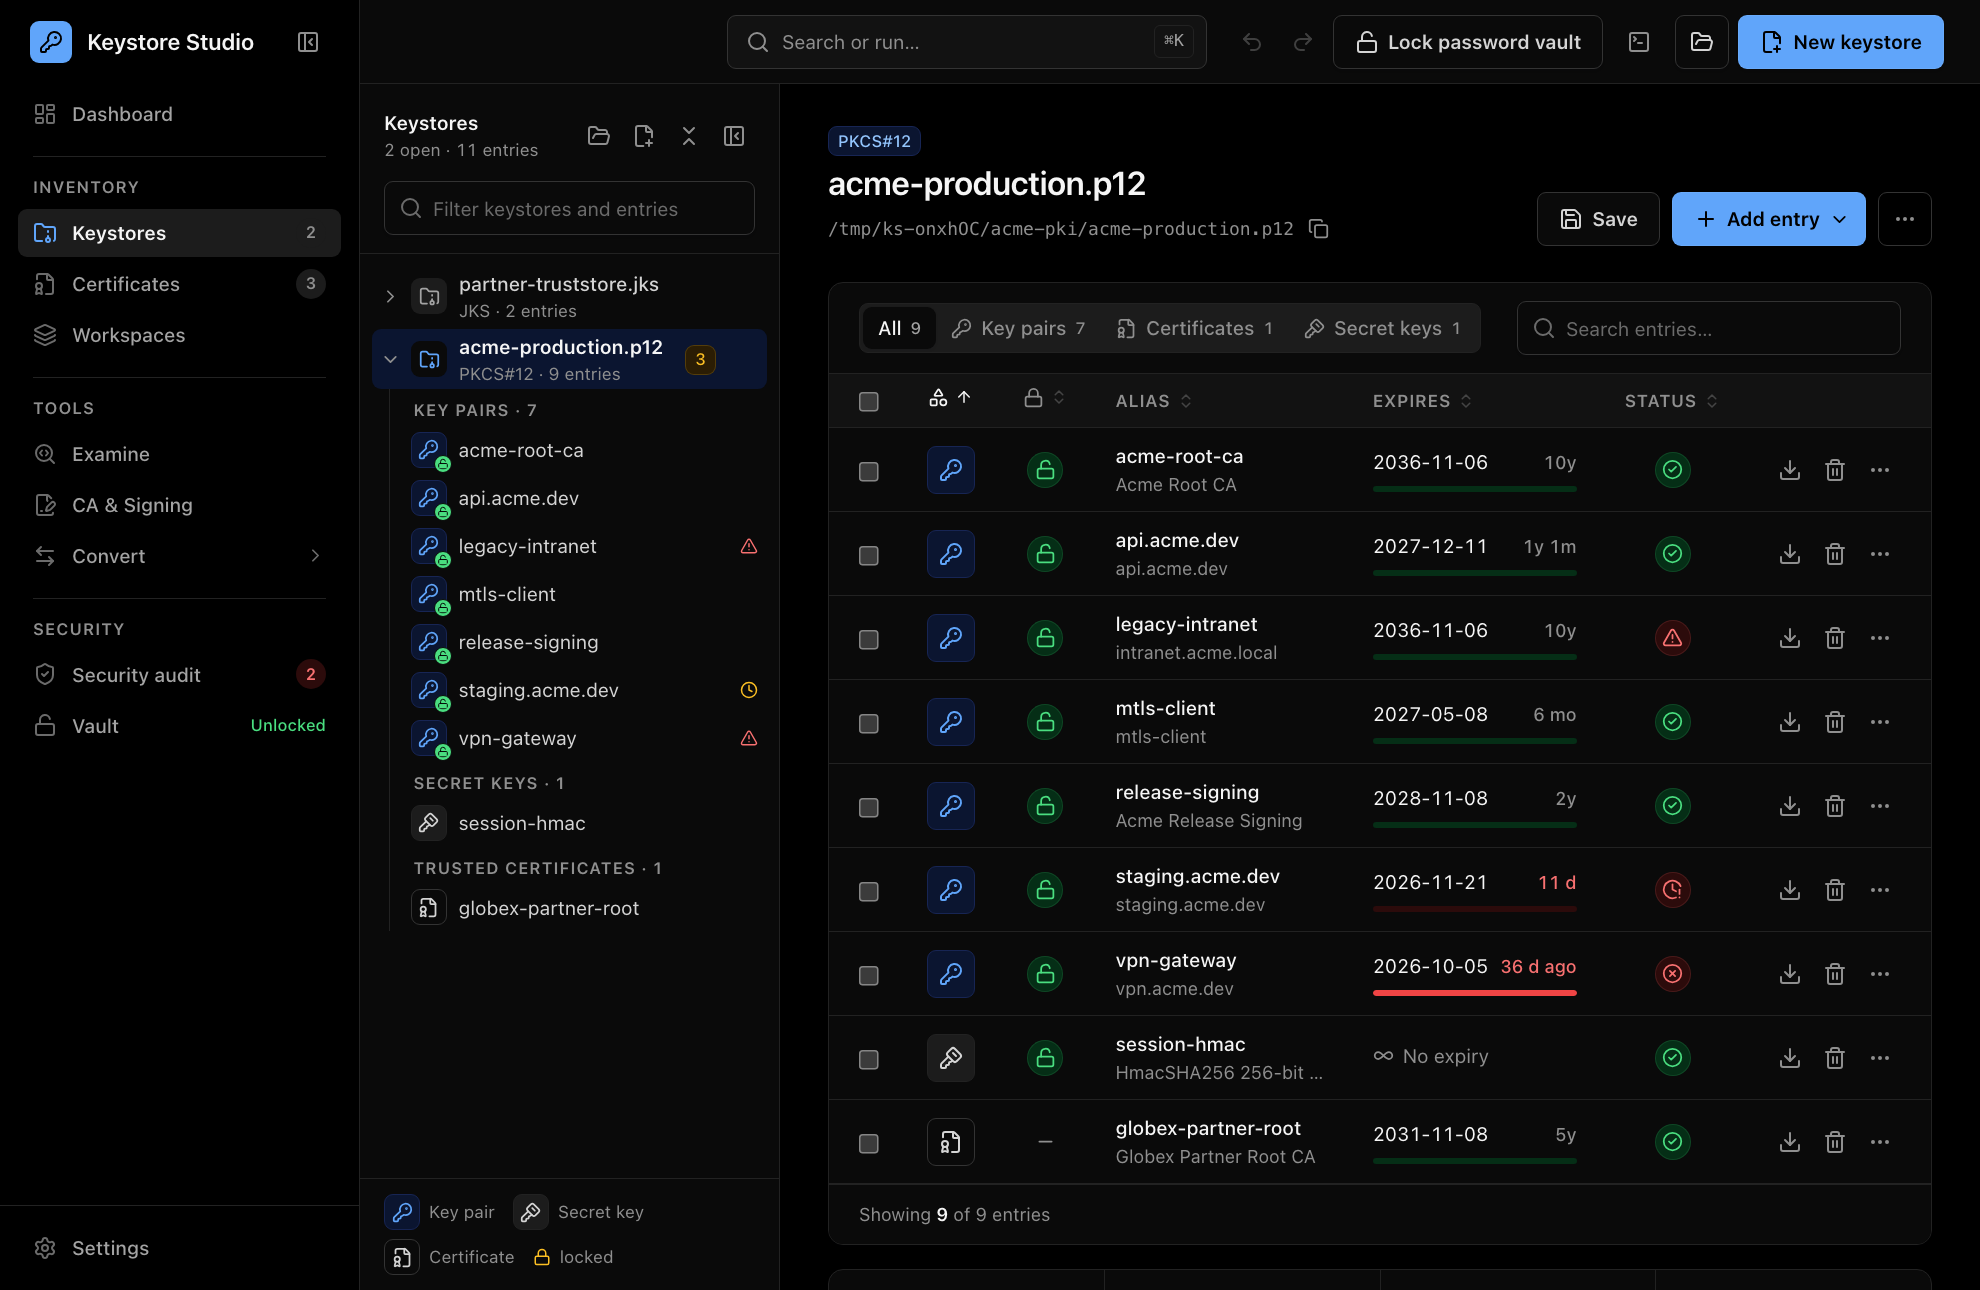 Keystore Studio
Search or run...
⌘K
Lock password vault
New keystore
Dashboard
INVENTORY
Keystores 2
Certificates 3
Workspaces
TOOLS
Examine
CA & Signing
Convert
SECURITY
Security audit 2
Vault Unlocked
Settings
Keystores
2 open · 11 entries
Filter keystores and entries
partner-truststore.jks
JKS · 2 entries
acme-production.p12
PKCS#12 · 9 entries
3
KEY PAIRS · 7
acme-root-ca
api.acme.dev
legacy-intranet
mtls-client
release-signing
staging.acme.dev
vpn-gateway
SECRET KEYS · 1
session-hmac
TRUSTED CERTIFICATES · 1
globex-partner-root
Key pair Secret key
Certificate locked
PKCS#12
acme-production.p12
/tmp/ks-onxhOC/acme-pki/acme-production.p12
Save
Add entry
All 9 Key pairs 7 Certificates 1 Secret keys 1
Search entries...
ALIAS EXPIRES STATUS
acme-root-ca 2036-11-06 10y
Acme Root CA
api.acme.dev 2027-12-11 1y 1m
api.acme.dev
legacy-intranet 2036-11-06 10y
intranet.acme.local
mtls-client 2027-05-08 6 mo
mtls-client
release-signing 2028-11-08 2y
Acme Release Signing
staging.acme.dev 2026-11-21 11 d
staging.acme.dev
vpn-gateway 2026-10-05 36 d ago
vpn.acme.dev
session-hmac No expiry
HmacSHA256 256-bit ...
globex-partner-root 2031-11-08 5y
Globex Partner Root CA
Showing 9 of 9 entries